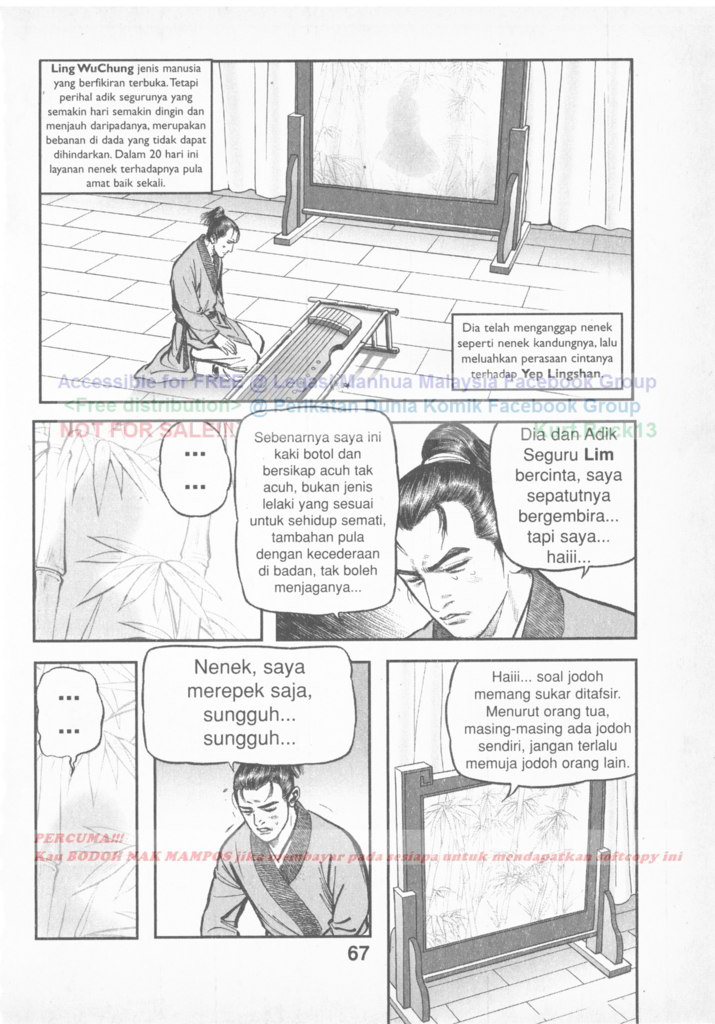 Ling WuChung jenis manusia
yang berfikiran terbuka. Tetapi
perihal adik segurunya yang
semakin hari semakin dingin dan
menjauh daripadanya, merupakan
bebanan di dada yang tidak dapat
dihindarkan. Dalam 20 hari ini
layanan nenek terhadapnya pula
amat baik sekali.
Dia telah menganggap nenek
seperti nenek kandungnya, lalu
meluahkan perasaan cintanya
terhadap Yep Lingshan.
Accessible for FREE @ Legasi Manhua Malaysia Facebook Group
<Free distribution> @ Perikatan Dunia Komik Facebook Group
NOT FOR SALE!!!
...
...
Sebenarnya saya ini
kaki botol dan
bersikap acuh tak
acuh, bukan jenis
lelaki yang sesuai
untuk sehidup semati,
tambahan pula
dengan kecederaan
di badan, tak boleh
menjaganya...
Dia dan Adik
Seguru Lim
bercinta, saya
sepatutnya
bergembira...
tapi saya...
haiii...
...
...
Nenek, saya
merepek saja,
sungguh...
sungguh...
Haiii... soal jodoh
memang sukar ditafsir.
Menurut orang tua,
masing-masing ada jodoh
sendiri, jangan terlalu
memuja jodoh orang lain.
PERCUMA!!!
Kau BODOH NAK MAMPOS jika membayar pada sesiapa untuk mendapatkan softcopy ini
67